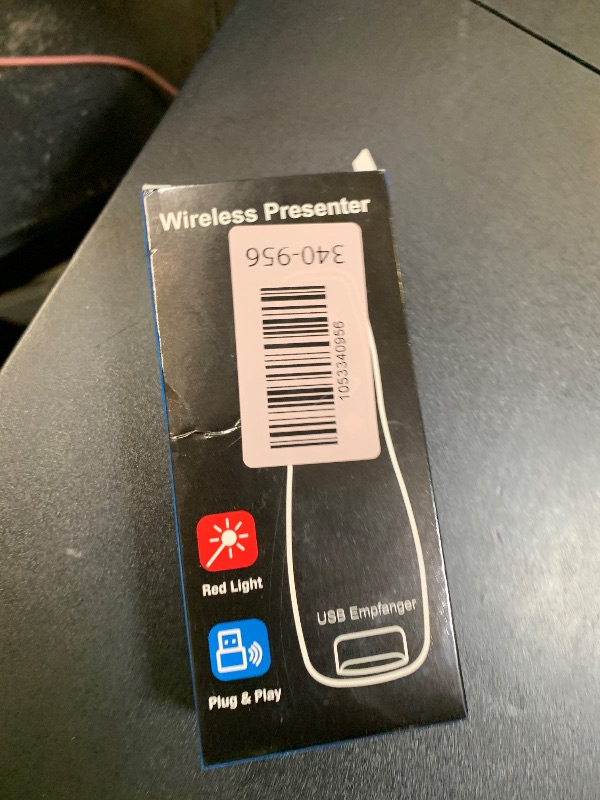 Wireless Presenter
340-956
1053340956
Red Light
USB Empfanger
Plug & Play